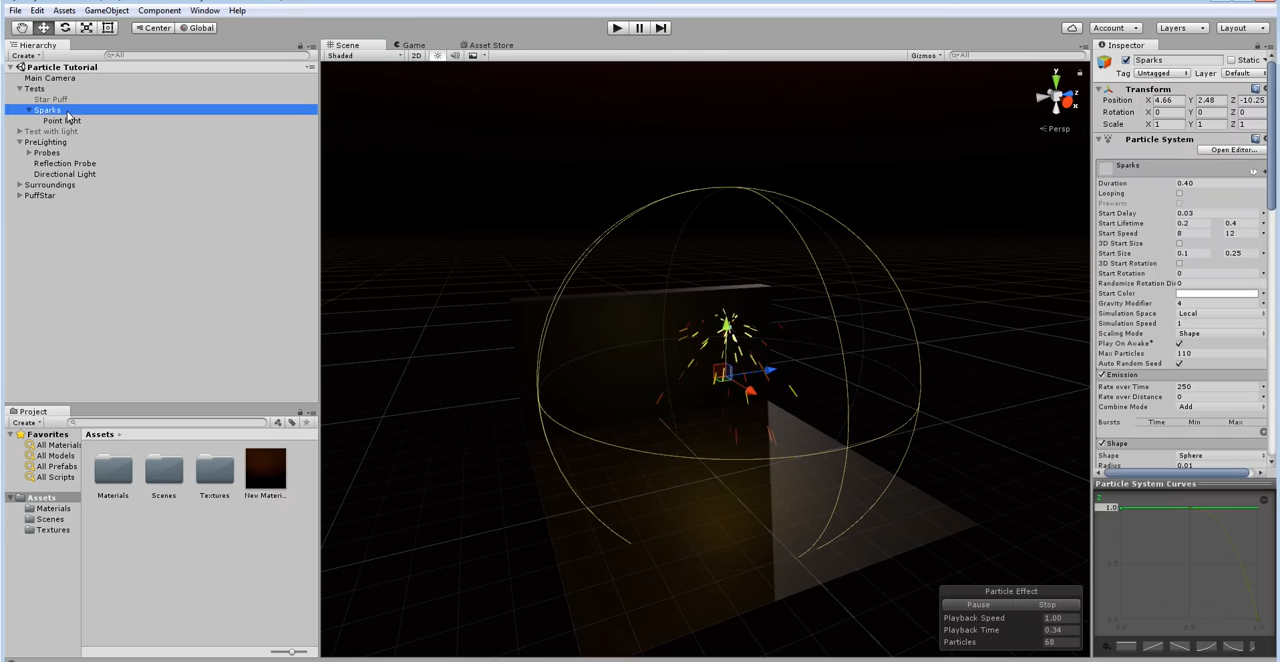 File Edit Assets GameObject Component Window Help
Center Global
Account Layers Layout
Hierarchy
Create All
Particle Tutorial
Main Camera
Tests
Star Puff
Sparks
Point light
Test with light
PreLighting
Probes
Reflection Probe
Directional Light
Surroundings
PuffStar
Scene Game Asset Store
Shaded 2D Gizmos All
y
z
Persp
Particle Effect
Pause Stop
Playback Speed 1.00
Playback Time 0.34
Particles 68
Project
Create
Favorites
All Materials
All Models
All Prefabs
All Scripts
Assets
Materials
Scenes
Textures
Assets
Materials Scenes Textures New Materi...
Inspector
Sparks Static
Tag Untagged Layer Default
Transform
Position X 4.66 Y 2.48 Z -10.25
Rotation X 0 Y 0 Z 0
Scale X 1 Y 1 Z 1
Particle System
Open Editor...
Sparks
Duration 0.40
Looping
Prewarm
Start Delay 0.03
Start Lifetime 0.2 0.4
Start Speed 8 12
3D Start Size
Start Size 0.1 0.25
3D Start Rotation
Start Rotation 0
Randomize Rotation Dir 0
Start Color
Gravity Modifier 4
Simulation Space Local
Simulation Speed 1
Scaling Mode Shape
Play On Awake*
Max Particles 110
Auto Random Seed
Emission
Rate over Time 250
Rate over Distance 0
Combine Mode Add
Bursts Time Min Max
Shape
Shape Sphere
Radius 0.01
Particle System Curves
Z
1.0